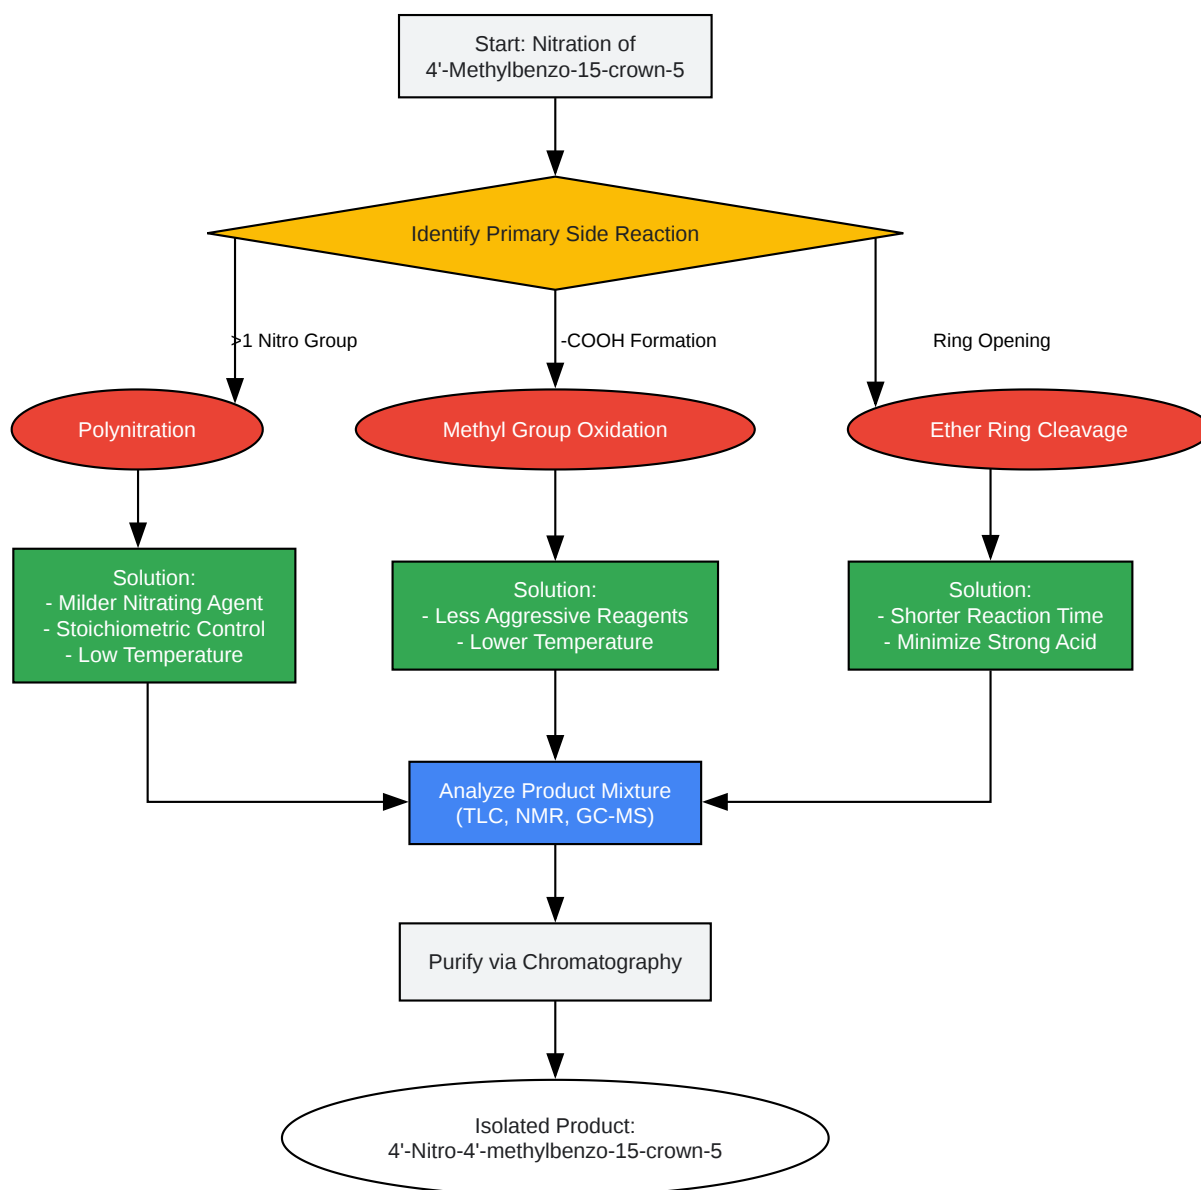 Start: Nitration of
4'-Methylbenzo-15-crown-5
Identify Primary Side Reaction
>1 Nitro Group
-COOH Formation
Ring Opening
Polynitration
Methyl Group Oxidation
Ether Ring Cleavage
Solution:
- Milder Nitrating Agent
- Stoichiometric Control
- Low Temperature
Solution:
- Less Aggressive Reagents
- Lower Temperature
Solution:
- Shorter Reaction Time
- Minimize Strong Acid
Analyze Product Mixture
(TLC, NMR, GC-MS)
Purify via Chromatography
Isolated Product:
4'-Nitro-4'-methylbenzo-15-crown-5